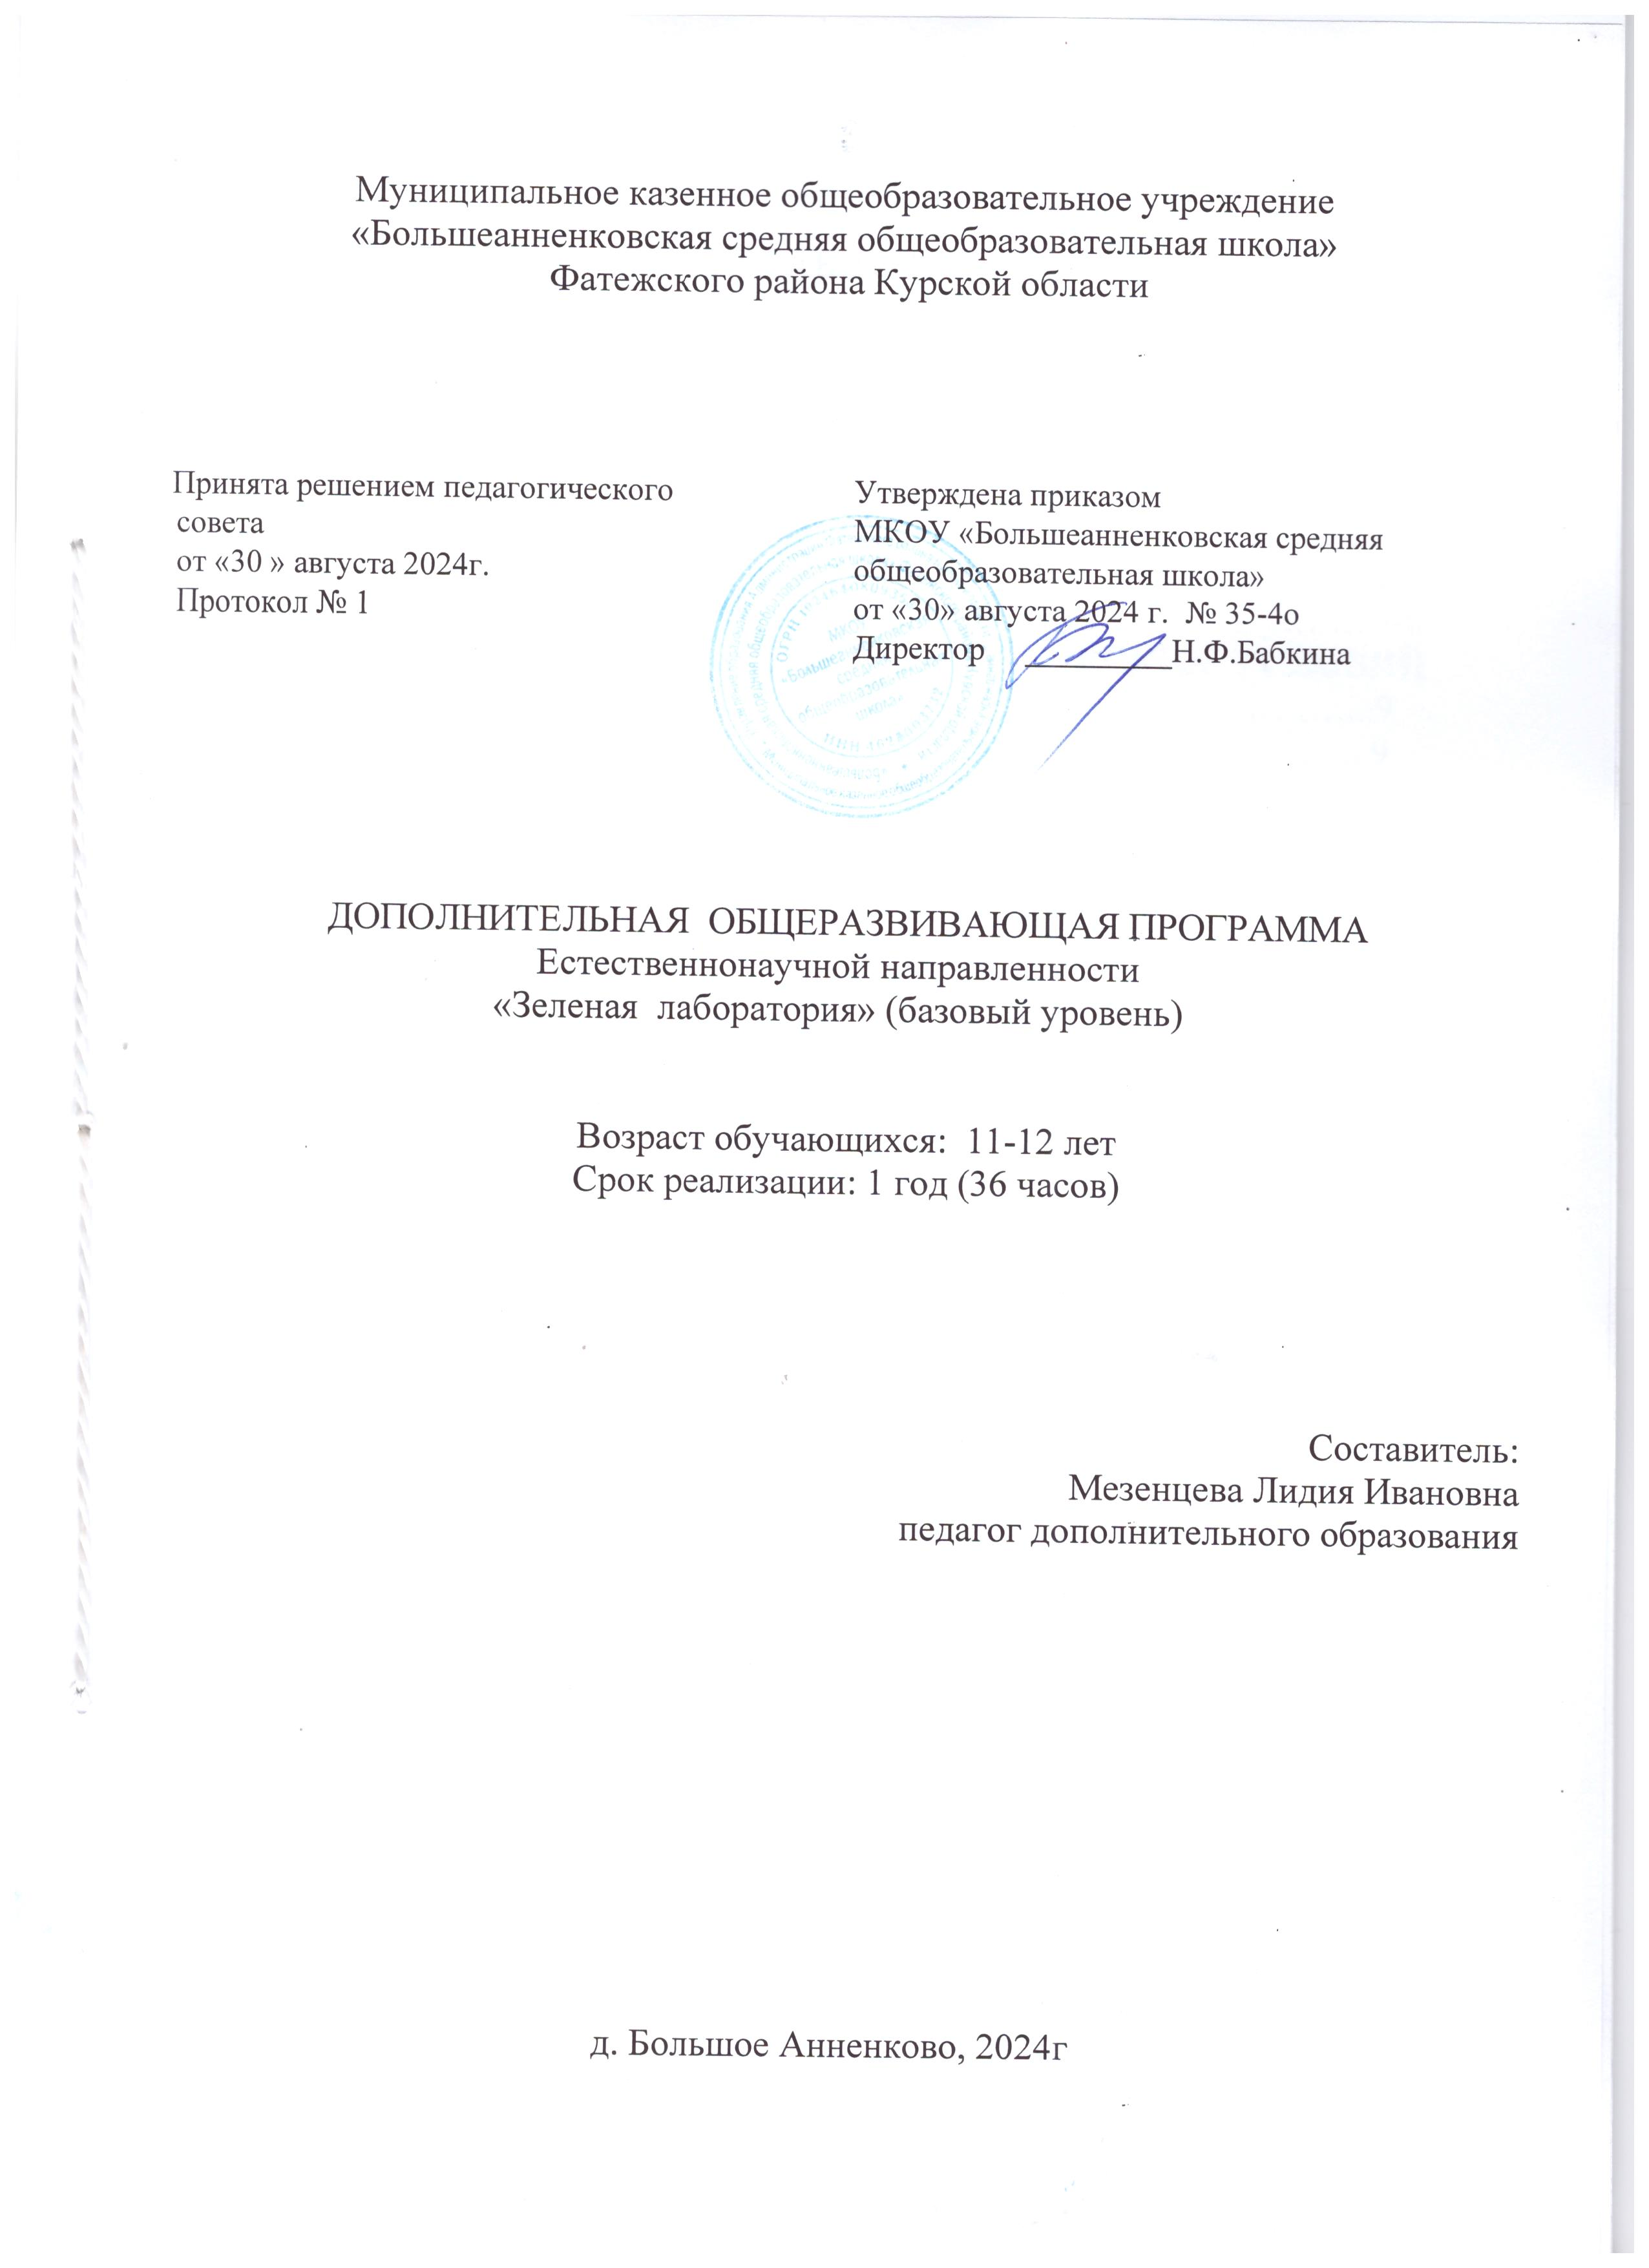 Муниципальное казенное общеобразовательное учреждение
«Большеанненковская средняя общеобразовательная школа»
Фатежского района Курской области
Принята решением педагогического
совета
от «30 » августа 2024г.
Протокол № 1
Утверждена приказом
МКОУ «Большеанненковская средняя
общеобразовательная школа»
от «30» августа 2024 г. № 35-4о
Директор __________Н.Ф.Бабкина
ДОПОЛНИТЕЛЬНАЯ ОБЩЕРАЗВИВАЮЩАЯ ПРОГРАММА
Естественнонаучной направленности
«Зеленая лаборатория» (базовый уровень)
Возраст обучающихся: 11-12 лет
Срок реализации: 1 год (36 часов)
Составитель:
Мезенцева Лидия Ивановна
педагог дополнительного образования
д. Большое Анненково, 2024г